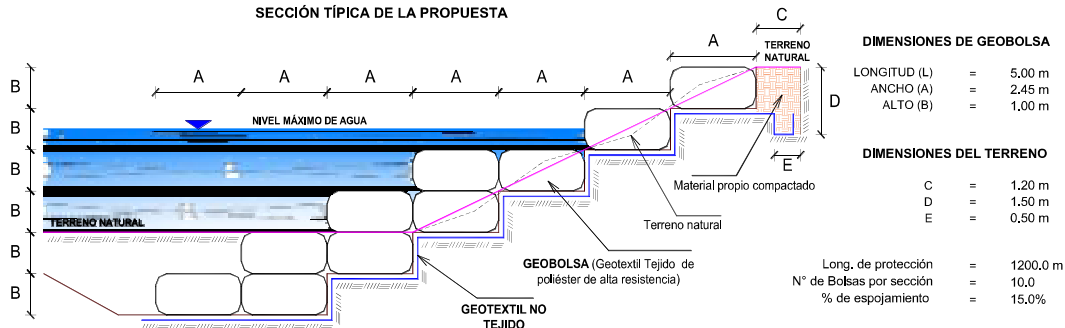 SECCIÓN TÍPICA DE LA PROPUESTA
C
A
TERRENO
NATURAL
A A A A A A
B
B
B
B
B
B
D
E
NIVEL MÁXIMO DE AGUA
TERRENO NATURAL
Material propio compactado
Terreno natural
GEOBOLSA (Geotextil Tejido de
poliéster de alta resistencia)
GEOTEXTIL NO
TEJIDO
DIMENSIONES DE GEOBOLSA
LONGITUD (L) = 5.00 m
ANCHO (A) = 2.45 m
ALTO (B) = 1,00 m
DIMENSIONES DEL TERRENO
C = 1.20 m
D = 1.50 m
E = 0,50 m
Long. de protección = 1200.0 m
N° de Bolsas por sección = 10.0
% de espojamiento = 15.0%